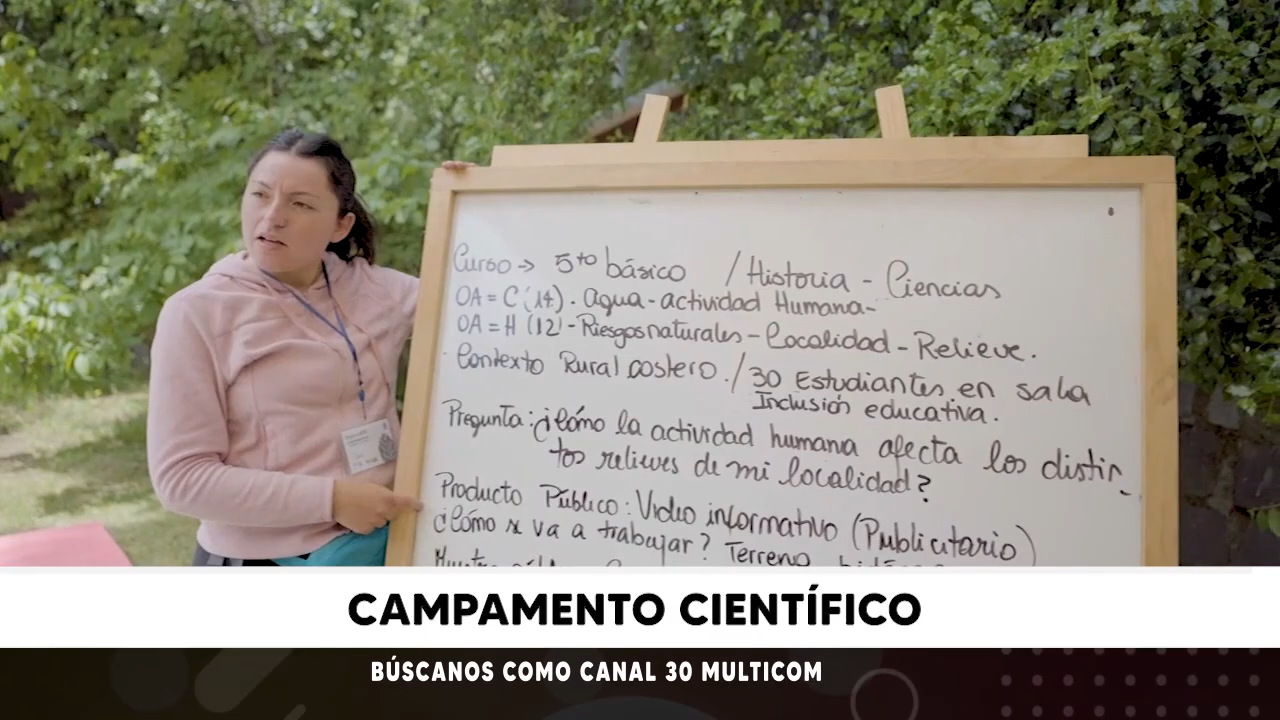 Curso → 5to básico / Historia - Ciencias
OA = C (14). Agua - actividad Humana-
OA = H (12) - Riesgos naturales - Localidad - Relieve.
Contexto Rural costero. / 30 Estudiantes en sala
Inclusión educativa.
Pregunta: ¿Cómo la actividad humana afecta los distin_
tos relieves de mi localidad?
Producto Público: Video informativo (Publicitario)
¿Cómo se va a trabajar? Terreno
CAMPAMENTO CIENTÍFICO
BÚSCANOS COMO CANAL 30 MULTICOM